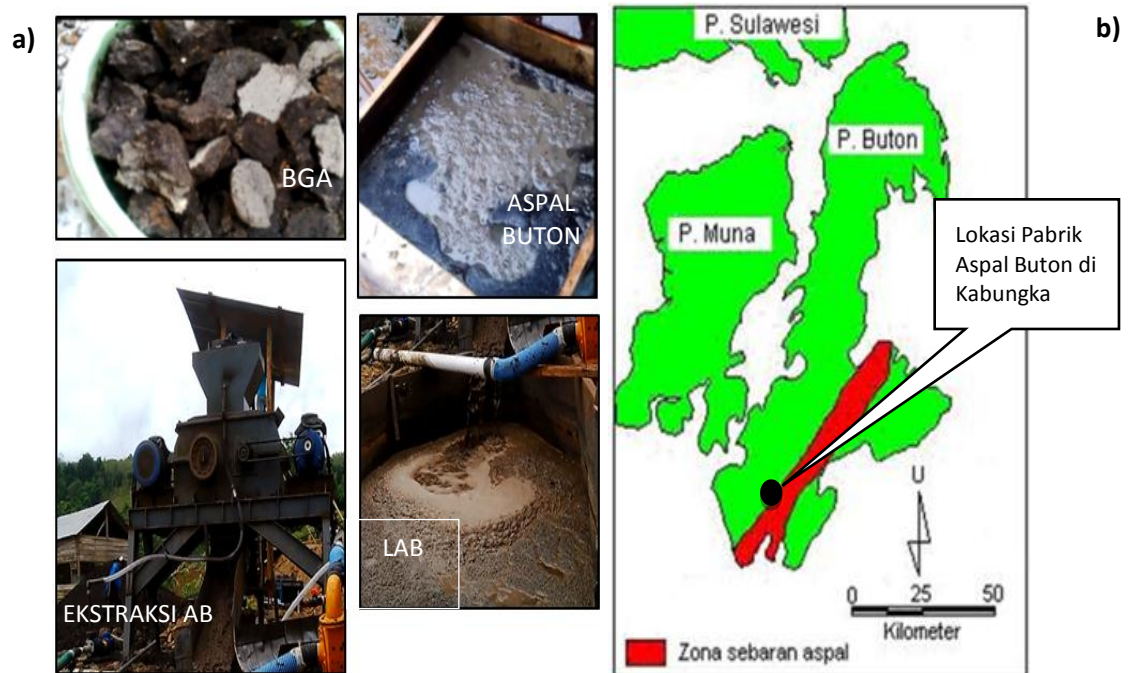 a)
BGA
ASPAL
BUTON
EKSTRAKSI AB
LAB
b)
P. Sulawesi
P. Buton
P. Muna
Lokasi Pabrik
Aspal Buton di
Kabungka
U
0 25 50
Kilometer
Zona sebaran aspal